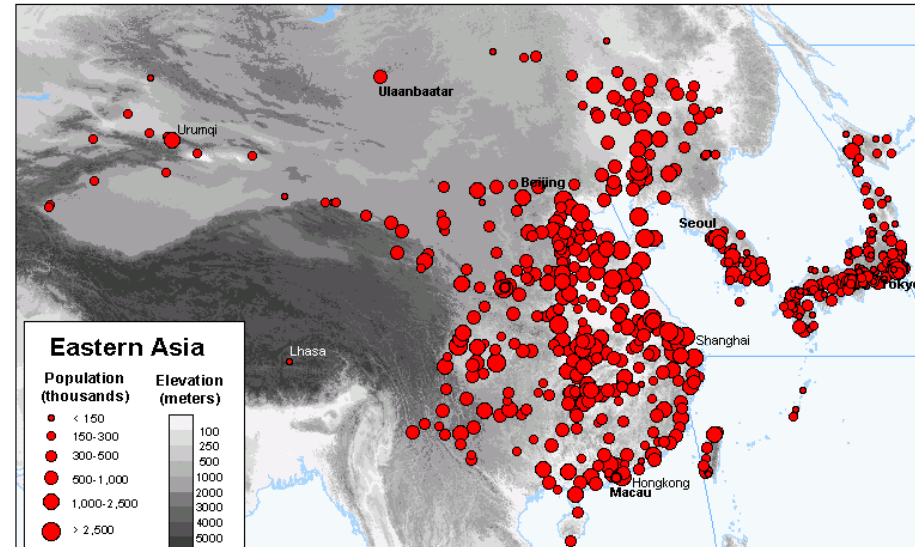 Ulaanbaatar
Urumqi
Beijing
Seoul
Tokyo
Shanghai
Lhasa
Hongkong
Macau
Eastern Asia
Population
(thousands)
< 150
150-300
300-500
500-1,000
1,000-2,500
> 2,500
Elevation
(meters)
100
250
500
1000
2000
3000
4000
5000